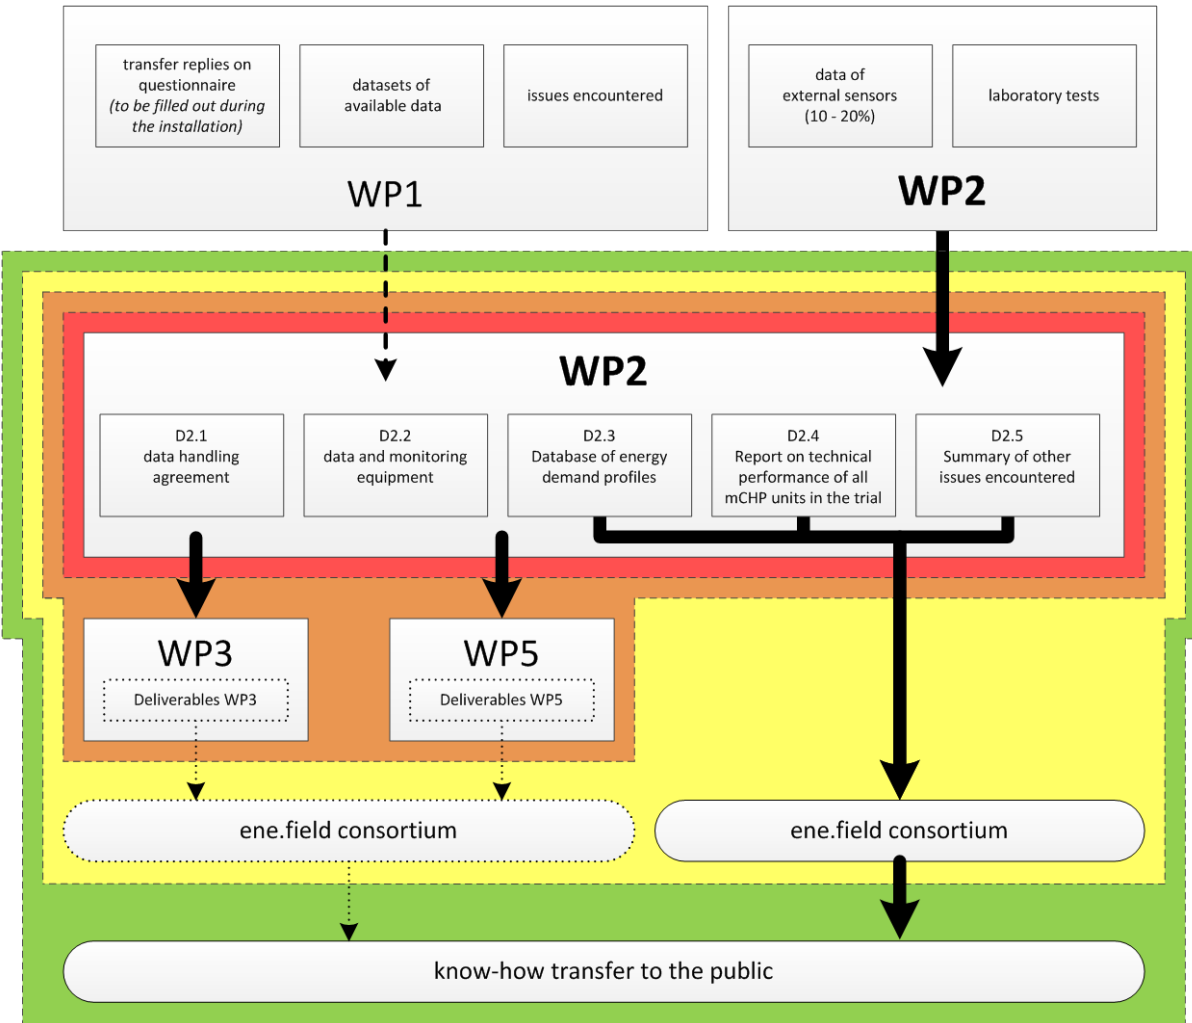 transfer replies on
questionnaire
(to be filled out during
the installation)
datasets of
available data
issues encountered
WP1
data of
external sensors
(10 - 20%)
laboratory tests
WP2
WP2
D2.1
data handling
agreement
D2.2
data and monitoring
equipment
D2.3
Database of energy
demand profiles
D2.4
Report on technical
performance of all
mCHP units in the trial
D2.5
Summary of other
issues encountered
WP3
Deliverables WP3
WP5
Deliverables WP5
ene.field consortium
ene.field consortium
know-how transfer to the public